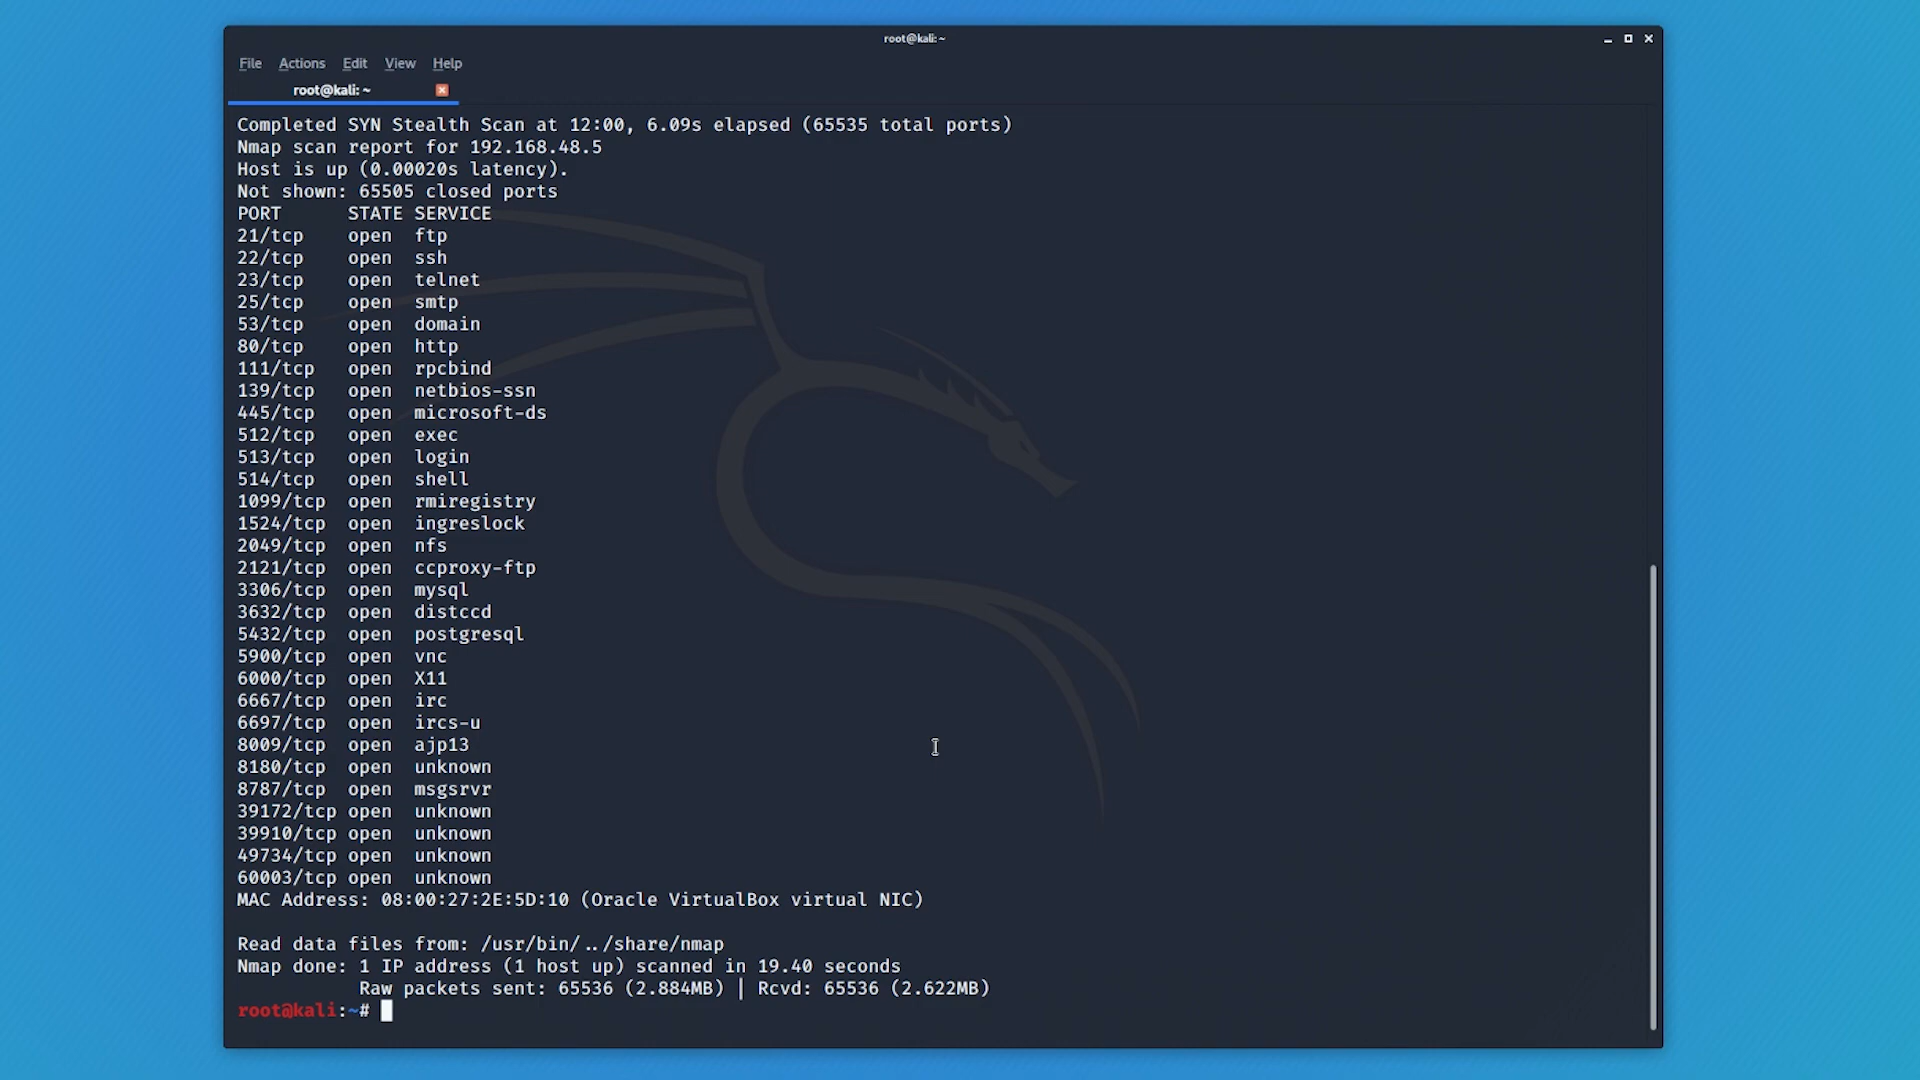 root@kali: ~
File Actions Edit View Help
root@kali: ~
Completed SYN Stealth Scan at 12:00, 6.09s elapsed (65535 total ports)
Nmap scan report for 192.168.48.5
Host is up (0.00020s latency).
Not shown: 65505 closed ports
PORT      STATE SERVICE
21/tcp    open  ftp
22/tcp    open  ssh
23/tcp    open  telnet
25/tcp    open  smtp
53/tcp    open  domain
80/tcp    open  http
111/tcp   open  rpcbind
139/tcp   open  netbios-ssn
445/tcp   open  microsoft-ds
512/tcp   open  exec
513/tcp   open  login
514/tcp   open  shell
1099/tcp  open  rmiregistry
1524/tcp  open  ingreslock
2049/tcp  open  nfs
2121/tcp  open  ccproxy-ftp
3306/tcp  open  mysql
3632/tcp  open  distccd
5432/tcp  open  postgresql
5900/tcp  open  vnc
6000/tcp  open  X11
6667/tcp  open  irc
6697/tcp  open  ircs-u
8009/tcp  open  ajp13
8180/tcp  open  unknown
8787/tcp  open  msgsrvr
39172/tcp open  unknown
39910/tcp open  unknown
49734/tcp open  unknown
60003/tcp open  unknown
MAC Address: 08:00:27:2E:5D:10 (Oracle VirtualBox virtual NIC)
Read data files from: /usr/bin/../share/nmap
Nmap done: 1 IP address (1 host up) scanned in 19.40 seconds
Raw packets sent: 65536 (2.884MB) | Rcvd: 65536 (2.622MB)
root@kali:~#